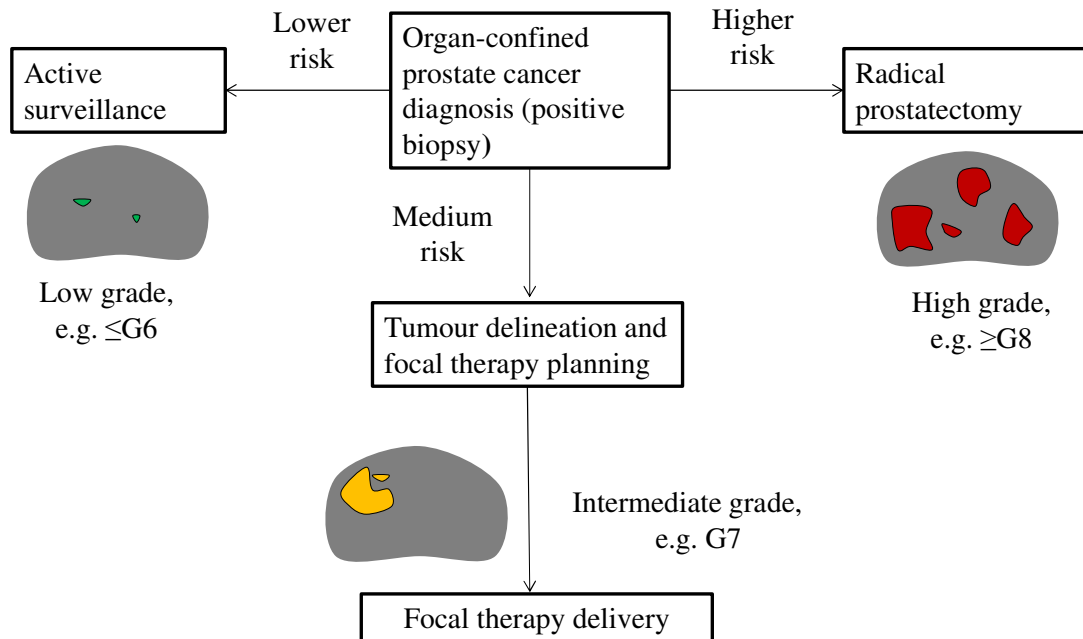 Lower
risk
Organ-confined
prostate cancer
diagnosis (positive
biopsy)
Higher
risk
Active
surveillance
Radical
prostatectomy
Medium
risk
Low grade,
e.g. ≤G6
High grade,
e.g. ≥G8
Tumour delineation and
focal therapy planning
Intermediate grade,
e.g. G7
Focal therapy delivery